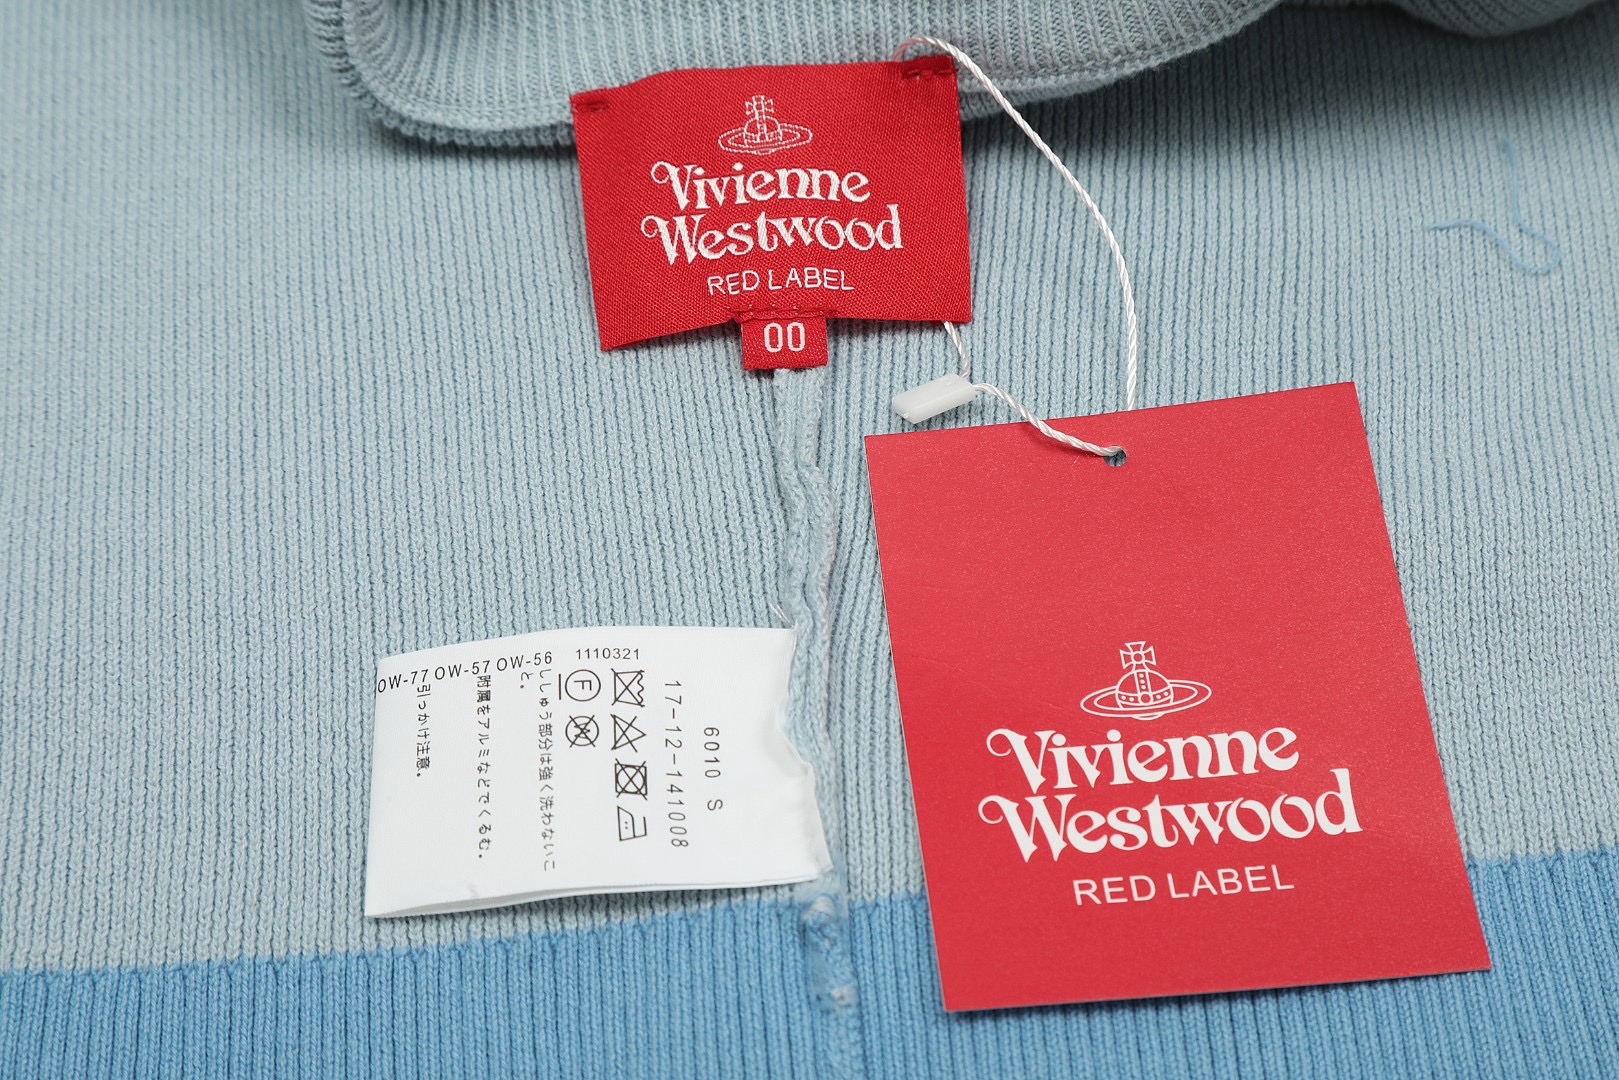 Vivienne
Westwood
RED LABEL
00
6010 S
17-12-141008
1110321
F
W
ししゅう部分は強く洗わないこ
と。
附属をアルミなどでくるむ。
引っかけ注意。
OW-77 OW-57 OW-56
Vivienne
Westwood
RED LABEL